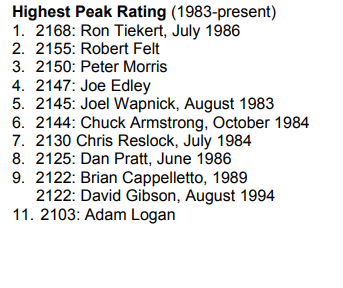 Highest Peak Rating (1983-present)
1. 2168: Ron Tiekert, July 1986
2. 2155: Robert Felt
3. 2150: Peter Morris
4. 2147: Joe Edley
5. 2145: Joel Wapnick, August 1983
6. 2144: Chuck Armstrong, October 1984
7. 2130 Chris Reslock, July 1984
8. 2125: Dan Pratt, June 1986
9. 2122: Brian Cappelletto, 1989
2122: David Gibson, August 1994
11. 2103: Adam Logan